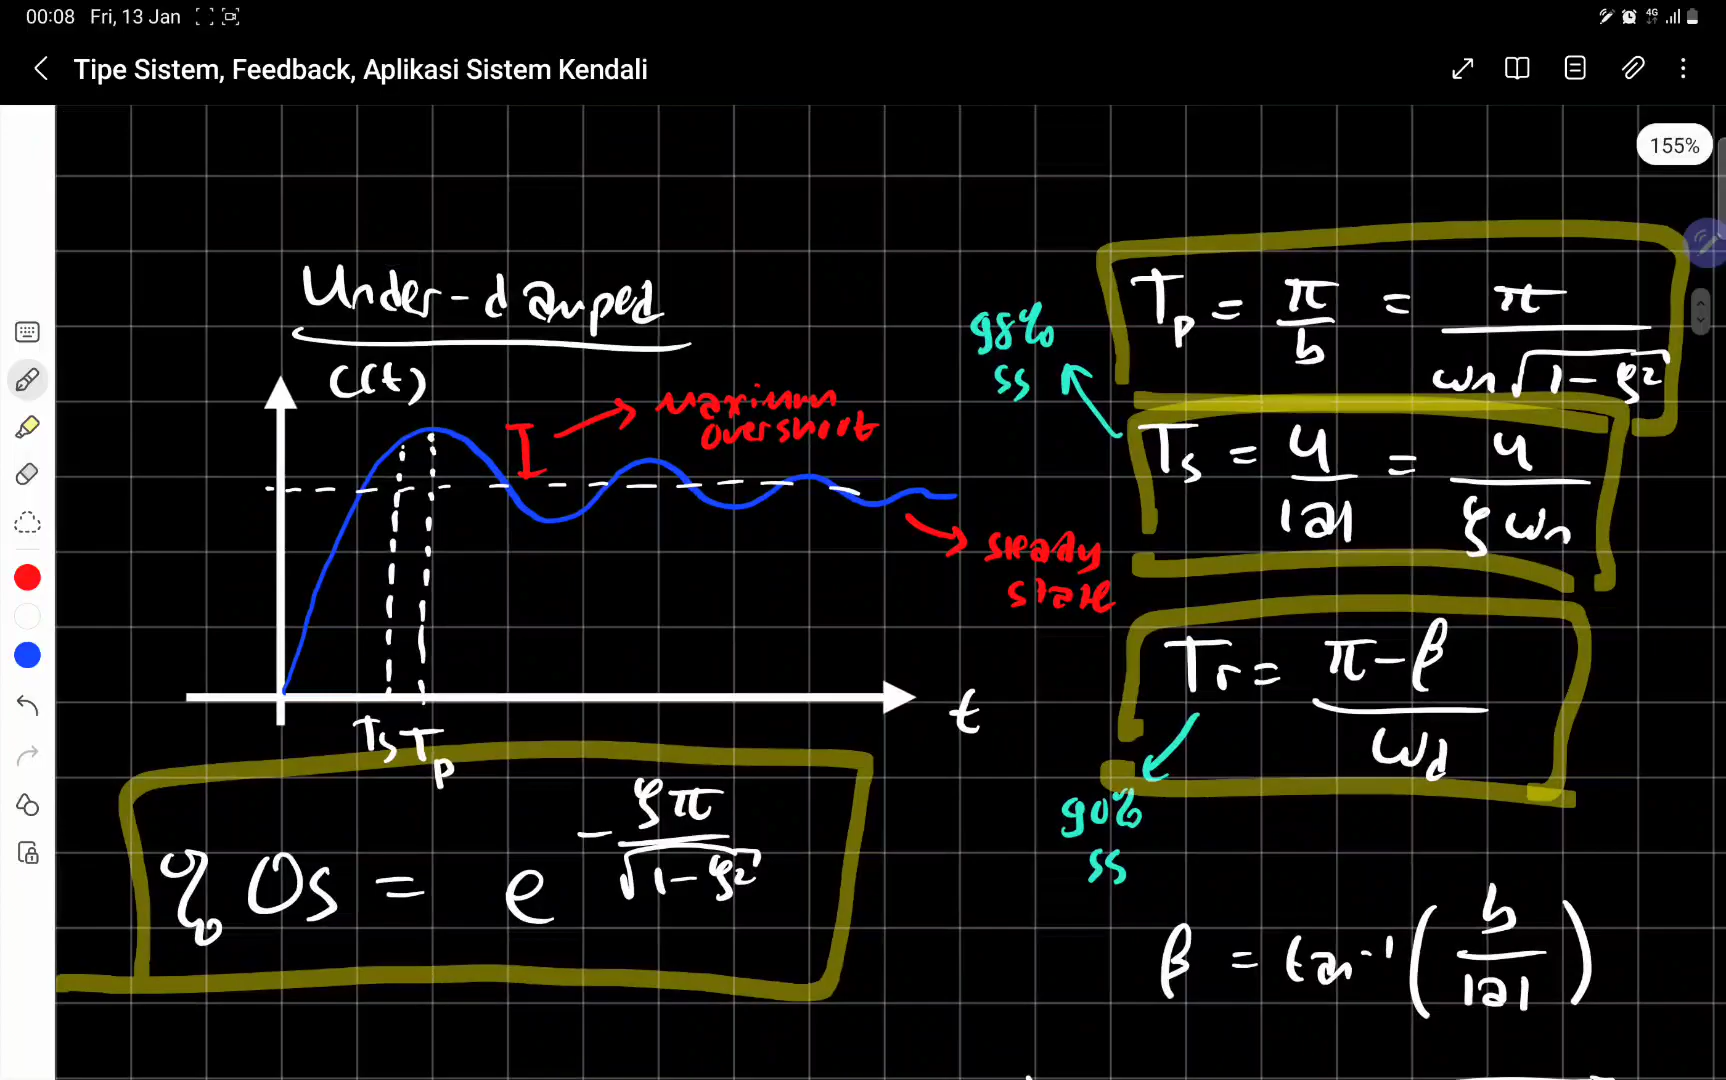 00:08 Fri, 13 Jan
4G
Tipe Sistem, Feedback, Aplikasi Sistem Kendali
155%
Under-damped
C(t)
maximum
overshoot
steady
state
t
Ts Tp
% Os = e^(-ζπ/√(1-ζ²))
98%
ss
Tp = π/b = π/(ωn√(1-ζ²))
Ts = 4/|a| = 4/(ζωn)
Tr = (π-β)/ωd
90%
ss
β = tan⁻¹(b/|a|)